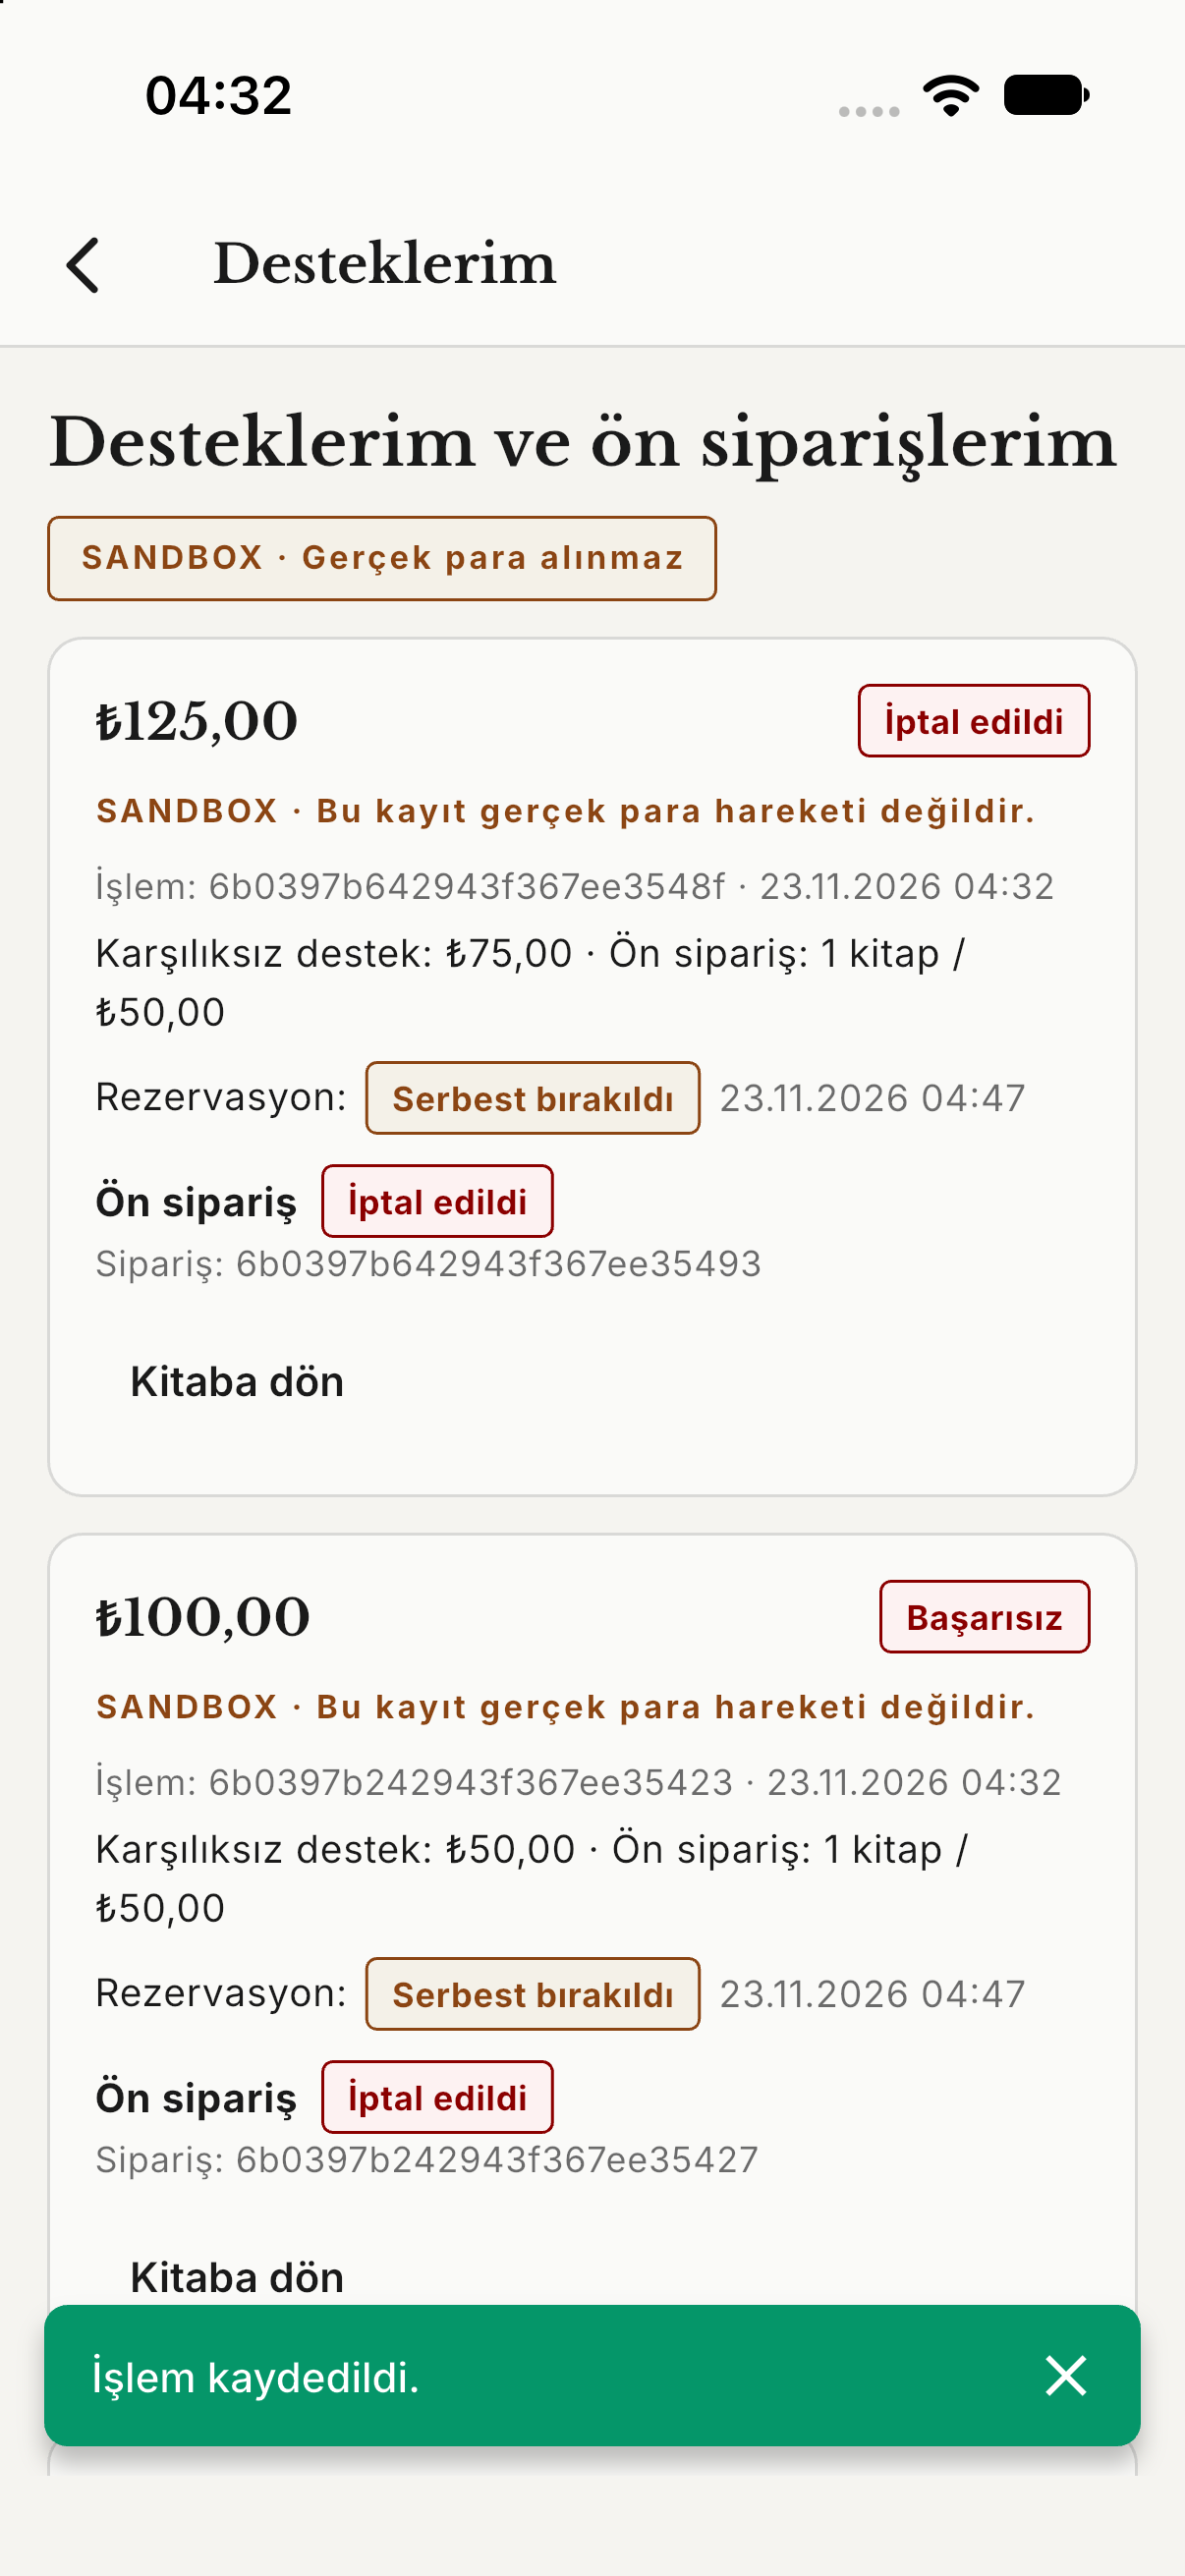 04:32
Desteklerim
Desteklerim ve ön siparişlerim
SANDBOX · Gerçek para alınmaz
₺125,00 İptal edildi
SANDBOX · Bu kayıt gerçek para hareketi değildir.
İşlem: 6b0397b642943f367ee3548f · 23.11.2026 04:32
Karşılıksız destek: ₺75,00 · Ön sipariş: 1 kitap /
₺50,00
Rezervasyon: Serbest bırakıldı 23.11.2026 04:47
Ön sipariş İptal edildi
Sipariş: 6b0397b642943f367ee35493
Kitaba dön
₺100,00 Başarısız
SANDBOX · Bu kayıt gerçek para hareketi değildir.
İşlem: 6b0397b242943f367ee35423 · 23.11.2026 04:32
Karşılıksız destek: ₺50,00 · Ön sipariş: 1 kitap /
₺50,00
Rezervasyon: Serbest bırakıldı 23.11.2026 04:47
Ön sipariş İptal edildi
Sipariş: 6b0397b242943f367ee35427
Kitaba dön
İşlem kaydedildi.